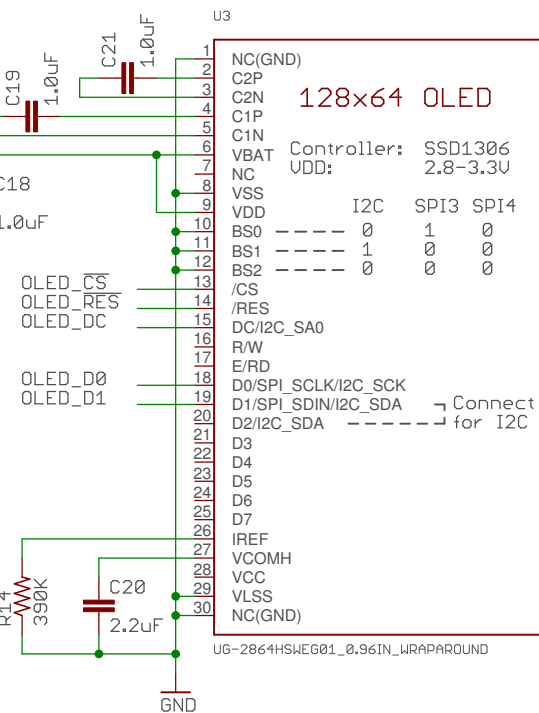 U3
C21
1.0uF
C19
1.0uF
C18
1.0uF
1 NC(GND)
2 C2P
3 C2N
4 C1P
5 C1N
6 VBAT
7 NC
8 VSS
9 VDD
10 BS0
11 BS1
12 BS2
13 /CS
14 /RES
15 DC/I2C_SA0
16 R/W
17 E/RD
18 D0/SPI_SCLK/I2C_SCK
19 D1/SPI_SDIN/I2C_SDA
20 D2/I2C_SDA
21 D3
22 D4
23 D5
24 D6
25 D7
26 IREF
27 VCOMH
28 VCC
29 VLSS
30 NC(GND)
128x64 OLED
Controller: SSD1306
VDD: 2.8-3.3V
I2C SPI3 SPI4
0 1 0
1 0 0
0 0 0
Connect
for I2C
OLED_CS
OLED_RES
OLED_DC
OLED_D0
OLED_D1
R14
390K
C20
2.2uF
GND
UG-2864HSWEG01_0.96IN_WRAPAROUND